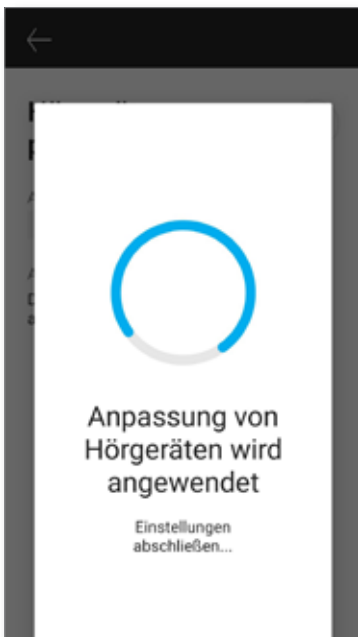 Anpassung von
Hörgeräten wird
angewendet
Einstellungen
abschließen...